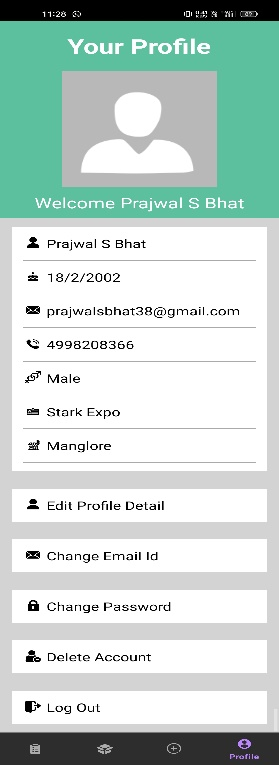 11:26
Your Profile
Welcome Prajwal S Bhat
Prajwal S Bhat
18/2/2002
prajwalsbhat38@gmail.com
4998208366
Male
Stark Expo
Manglore
Edit Profile Detail
Change Email Id
Change Password
Delete Account
Log Out
Profile